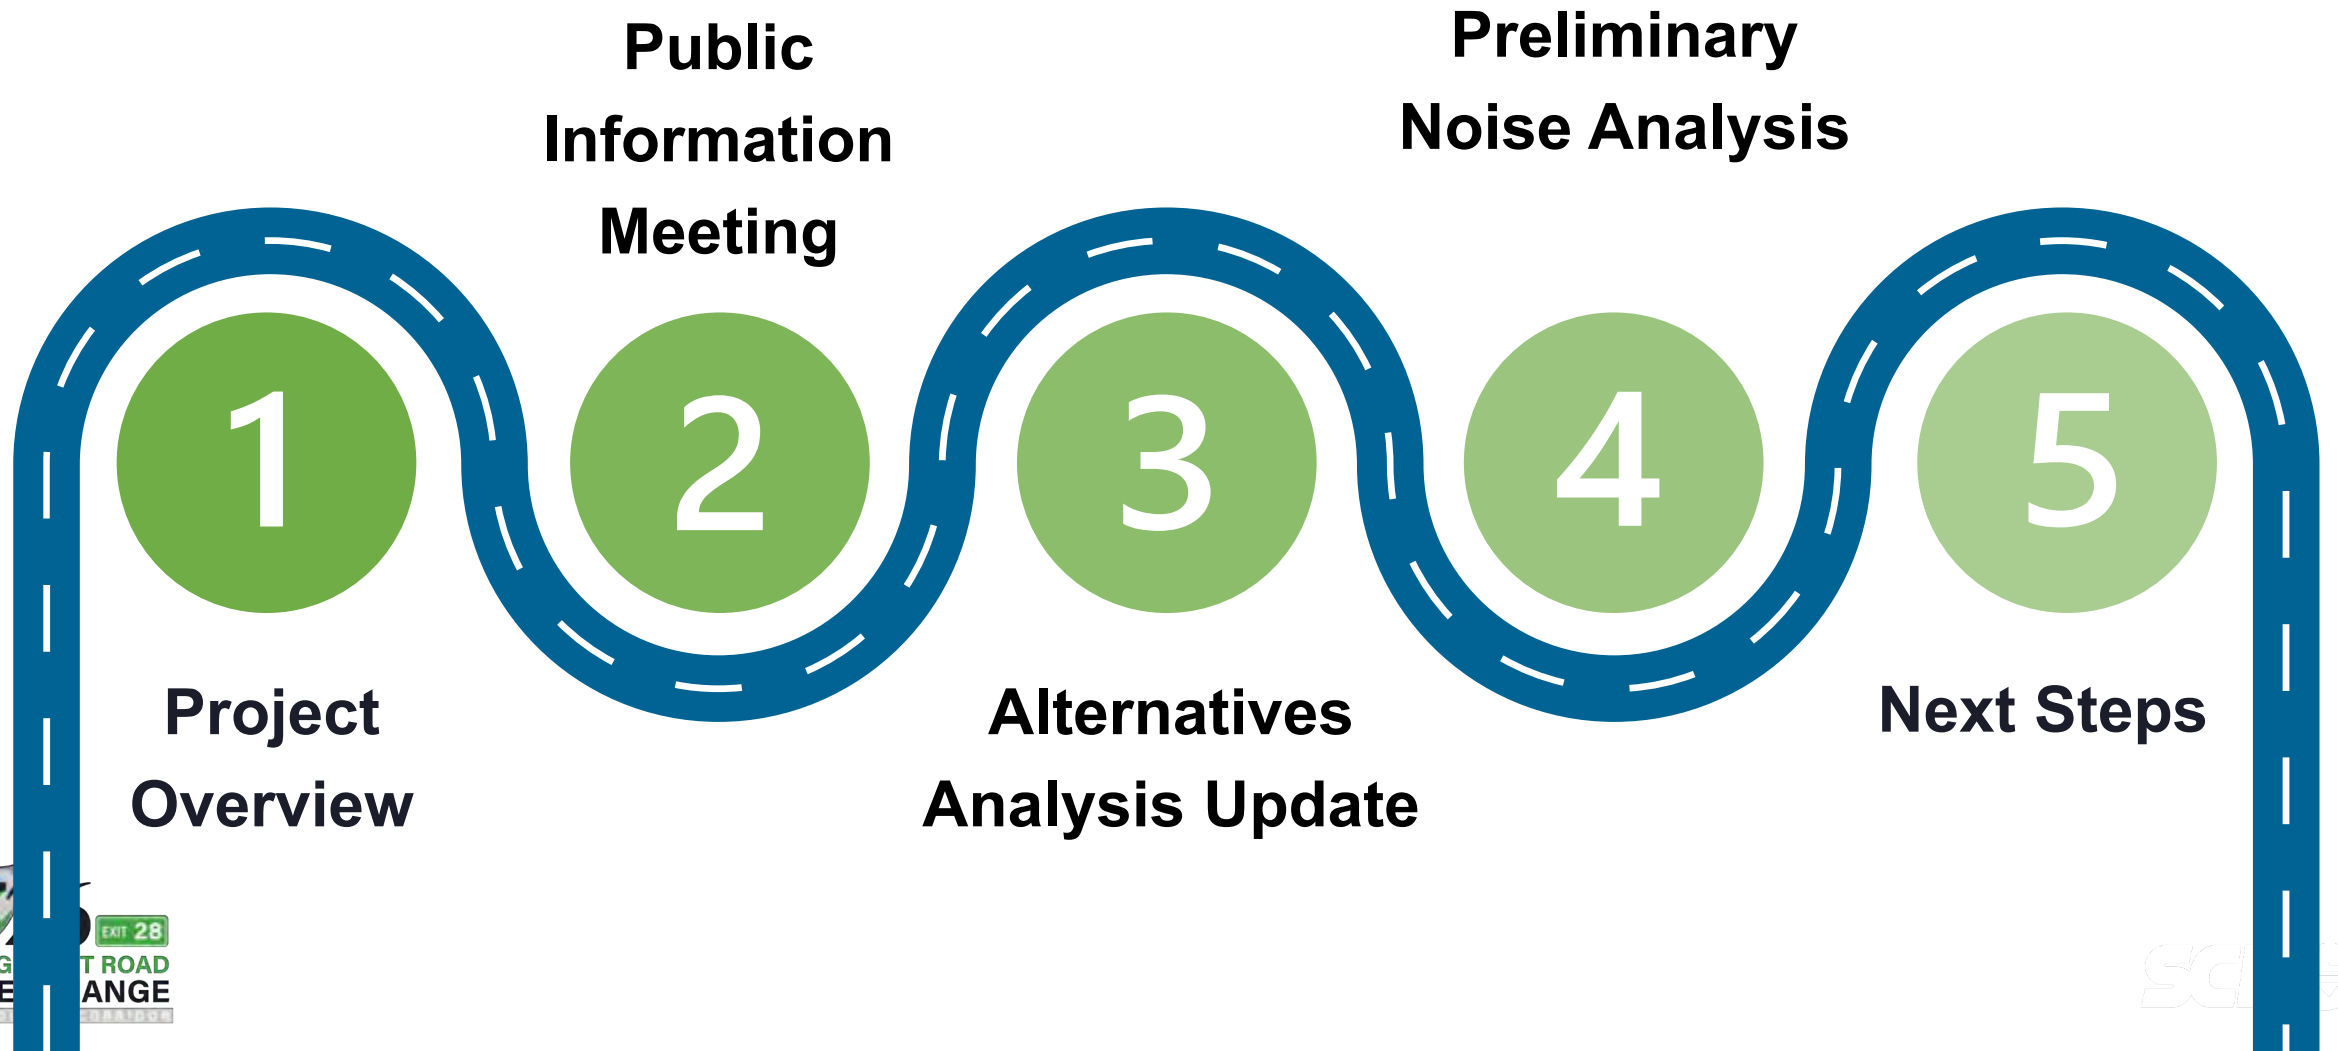 Public
Information
Meeting
Preliminary
Noise Analysis
1
2
3
4
5
Project
Overview
Alternatives
Analysis Update
Next Steps
EXIT 28
T ROAD
ANGE